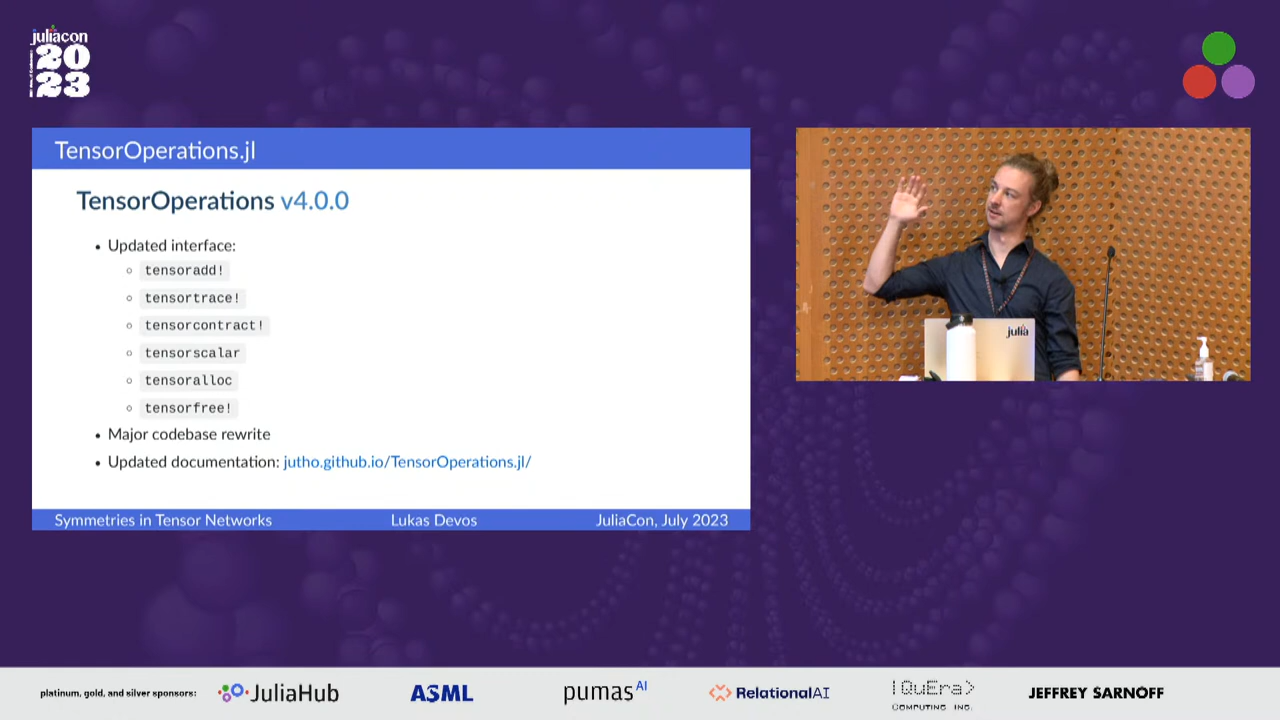 juliacon
20
23
TensorOperations.jl
TensorOperations v4.0.0
• Updated interface:
tensoradd!
tensortrace!
tensorcontract!
tensorscalar
tensoralloc
tensorfree!
• Major codebase rewrite
• Updated documentation: jutho.github.io/TensorOperations.jl/
Symmetries in Tensor Networks Lukas Devos JuliaCon, July 2023
julia
platinum, gold, and silver sponsors: JuliaHub ASML pumas AI RelationalAI |QuEra> JEFFREY SARNOFF
COMPUTING INC.